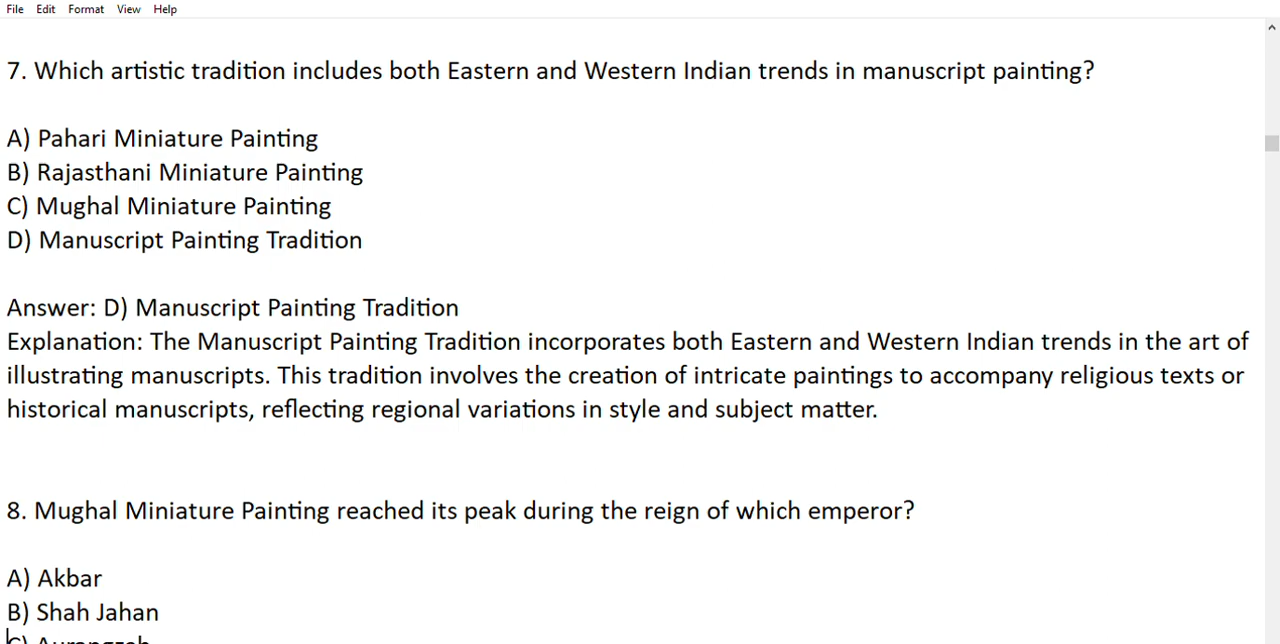 File Edit Format View Help
7. Which artistic tradition includes both Eastern and Western Indian trends in manuscript painting?
A) Pahari Miniature Painting
B) Rajasthani Miniature Painting
C) Mughal Miniature Painting
D) Manuscript Painting Tradition
Answer: D) Manuscript Painting Tradition
Explanation: The Manuscript Painting Tradition incorporates both Eastern and Western Indian trends in the art of
illustrating manuscripts. This tradition involves the creation of intricate paintings to accompany religious texts or
historical manuscripts, reflecting regional variations in style and subject matter.
8. Mughal Miniature Painting reached its peak during the reign of which emperor?
A) Akbar
B) Shah Jahan
C) Aurangzeb